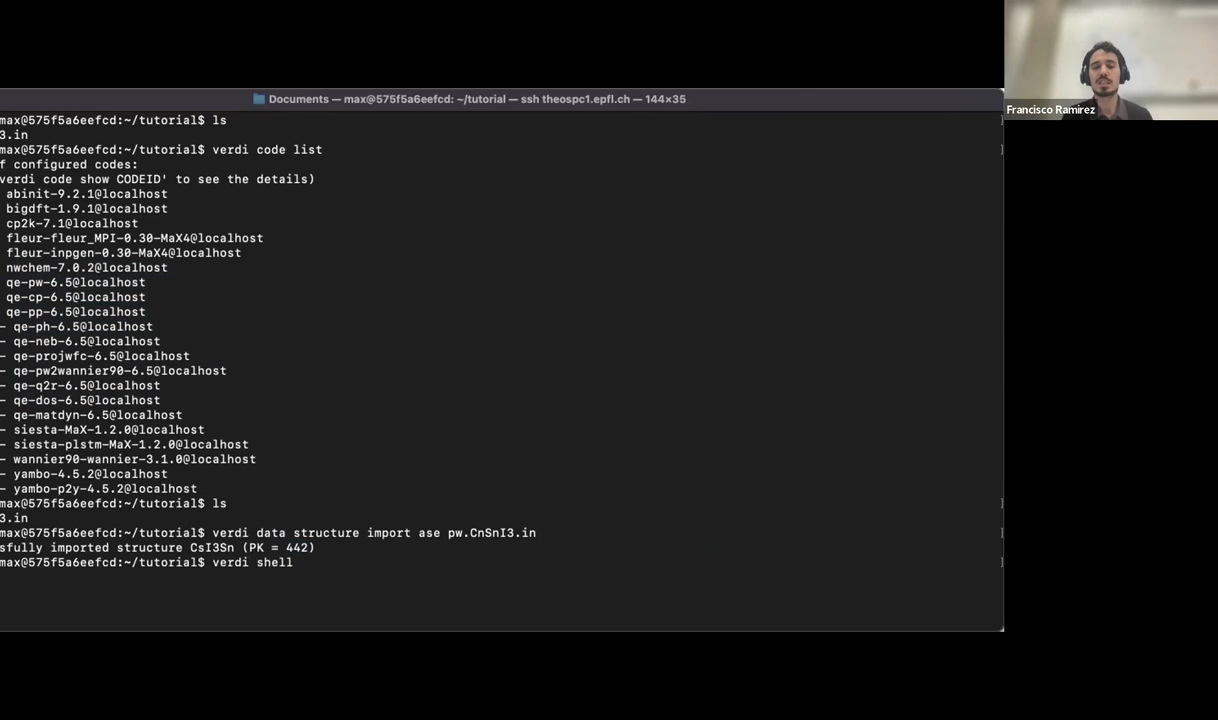 Documents — max@575f5a6eefcd: ~/tutorial — ssh theospc1.epfl.ch — 144×35
Francisco Ramirez
max@575f5a6eefcd:~/tutorial$ ls
3.in
max@575f5a6eefcd:~/tutorial$ verdi code list
f configured codes:
verdi code show CODEID' to see the details)
abinit-9.2.1@localhost
bigdft-1.9.1@localhost
cp2k-7.1@localhost
fleur-fleur_MPI-0.30-MaX4@localhost
fleur-inpgen-0.30-MaX4@localhost
nwchem-7.0.2@localhost
qe-pw-6.5@localhost
qe-cp-6.5@localhost
qe-pp-6.5@localhost
- qe-ph-6.5@localhost
- qe-neb-6.5@localhost
- qe-projwfc-6.5@localhost
- qe-pw2wannier90-6.5@localhost
- qe-q2r-6.5@localhost
- qe-dos-6.5@localhost
- qe-matdyn-6.5@localhost
- siesta-MaX-1.2.0@localhost
- siesta-plstm-MaX-1.2.0@localhost
- wannier90-wannier-3.1.0@localhost
- yambo-4.5.2@localhost
- yambo-p2y-4.5.2@localhost
max@575f5a6eefcd:~/tutorial$ ls
3.in
max@575f5a6eefcd:~/tutorial$ verdi data structure import ase pw.CnSnI3.in
sfully imported structure CsI3Sn (PK = 442)
max@575f5a6eefcd:~/tutorial$ verdi shell